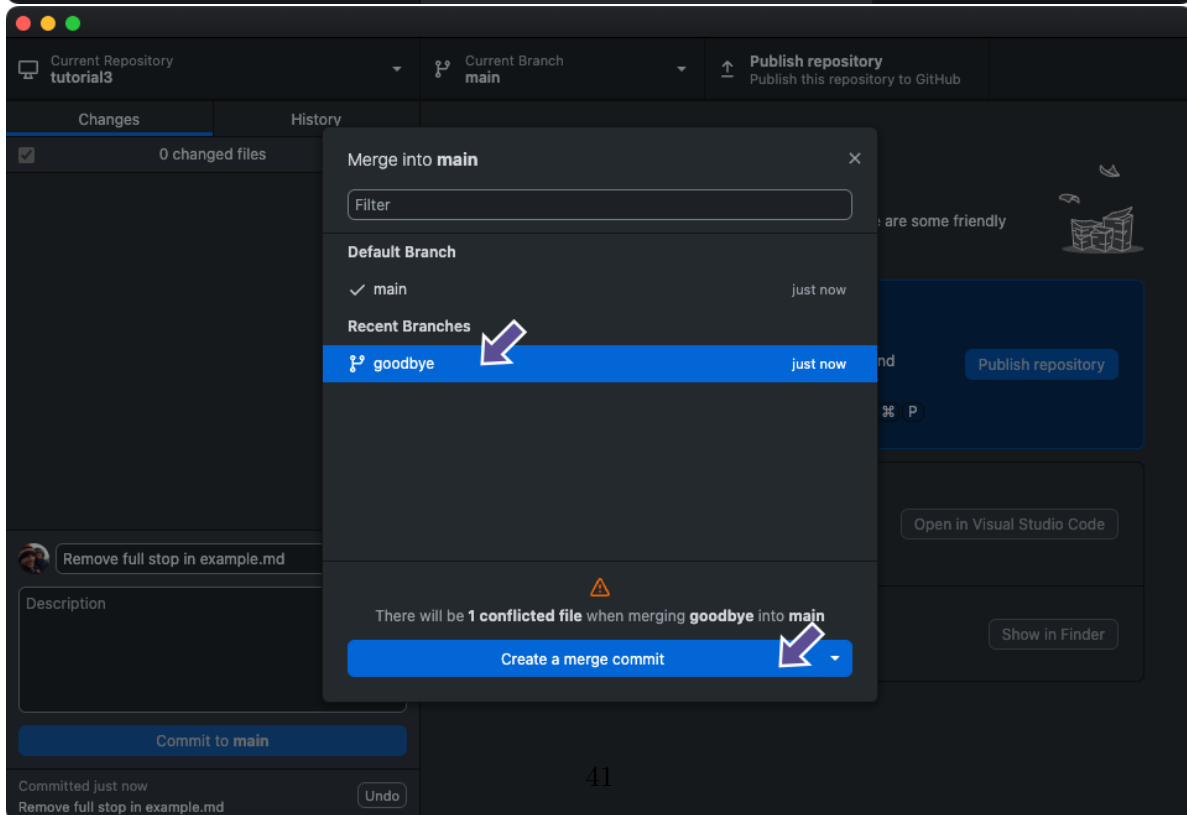 Current Repository
tutorial3
Current Branch
main
Publish repository
Publish this repository to GitHub
Changes
History
0 changed files
Merge into main
Filter
Default Branch
main
just now
Recent Branches
goodbye
just now
are some friendly
nd
Publish repository
⌘ P
Open in Visual Studio Code
Show in Finder
Remove full stop in example.md
Description
There will be 1 conflicted file when merging goodbye into main
Create a merge commit
Commit to main
Committed just now
Remove full stop in example.md
Undo
41